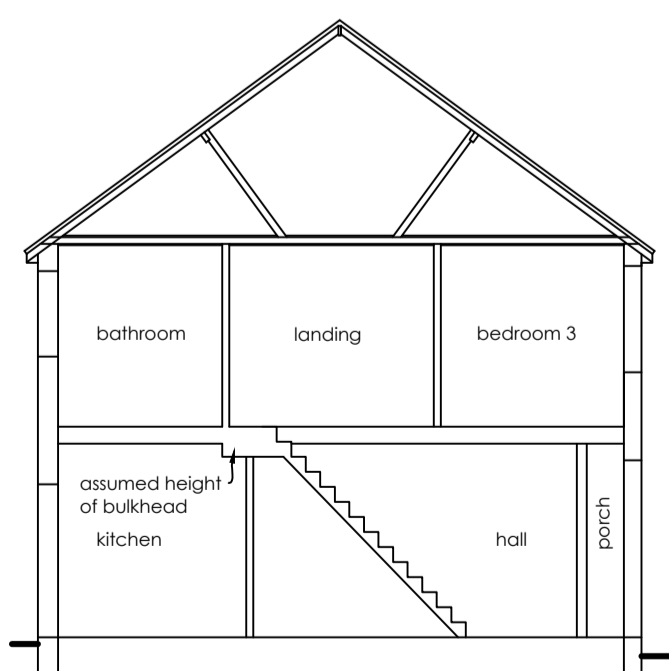 bathroom
landing
bedroom 3
assumed height
of bulkhead
kitchen
hall
porch